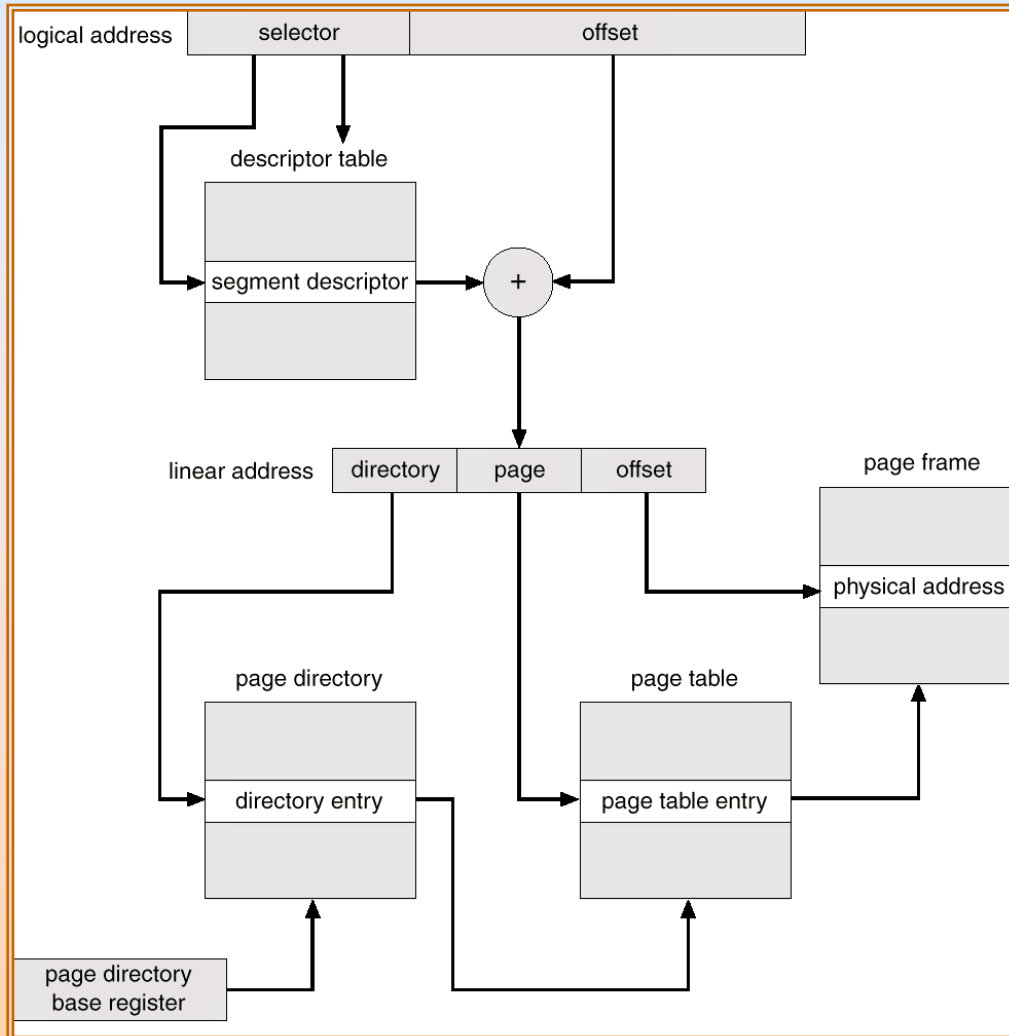 logical address
selector
offset
descriptor table
segment descriptor
+
linear address
directory
page
offset
page frame
physical address
page directory
page table
directory entry
page table entry
page directory
base register